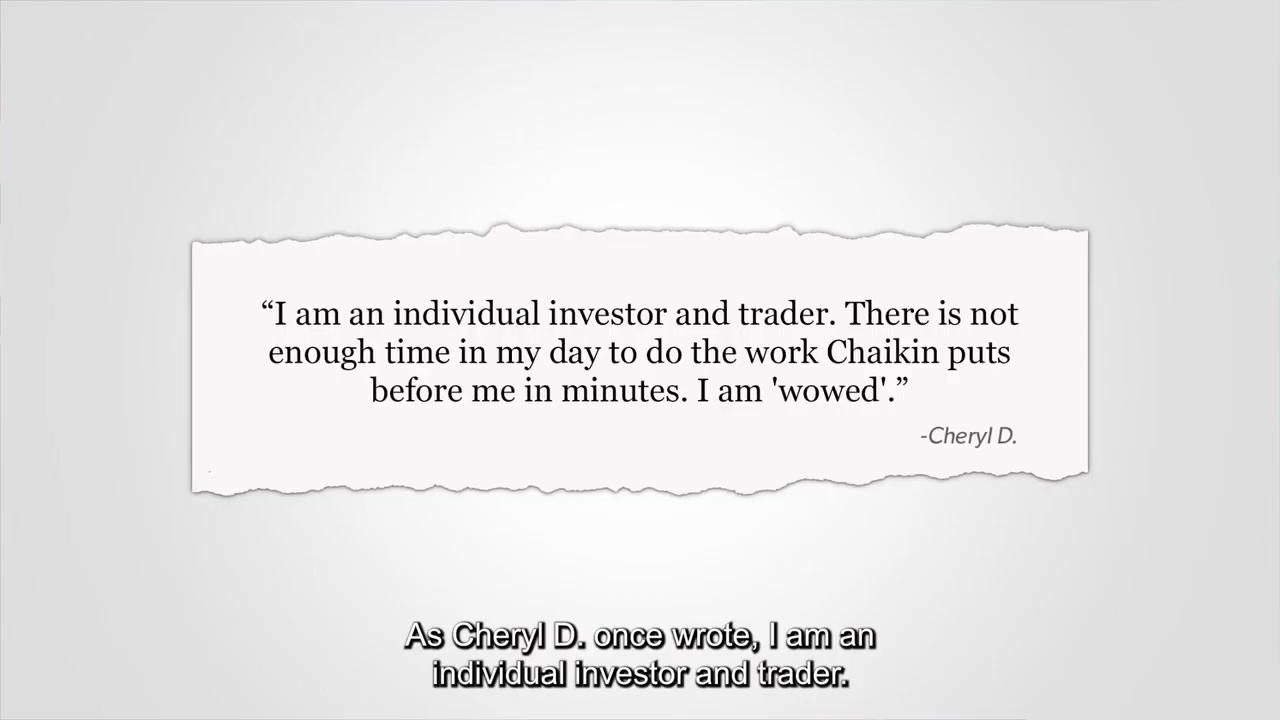 “I am an individual investor and trader. There is not
enough time in my day to do the work Chaikin puts
before me in minutes. I am 'wowed'.”
-Cheryl D.
As Cheryl D. once wrote, I am an
individual investor and trader.